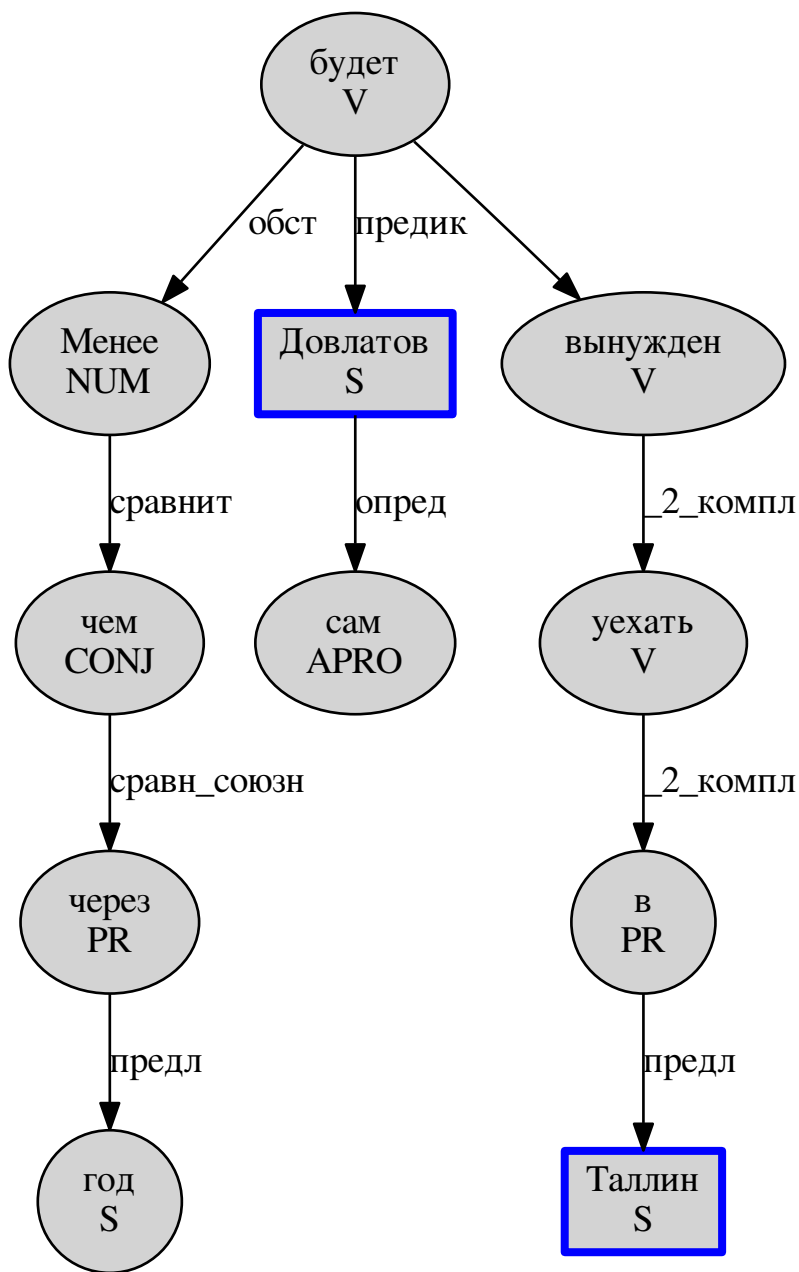 будет
V
обст
предик
Менее
NUM
Довлатов
S
вынужден
V
сравнит
опред
_2_компл
чем
CONJ
сам
APRO
уехать
V
сравн_союзн
_2_компл
через
PR
в
PR
предл
предл
год
S
Таллин
S